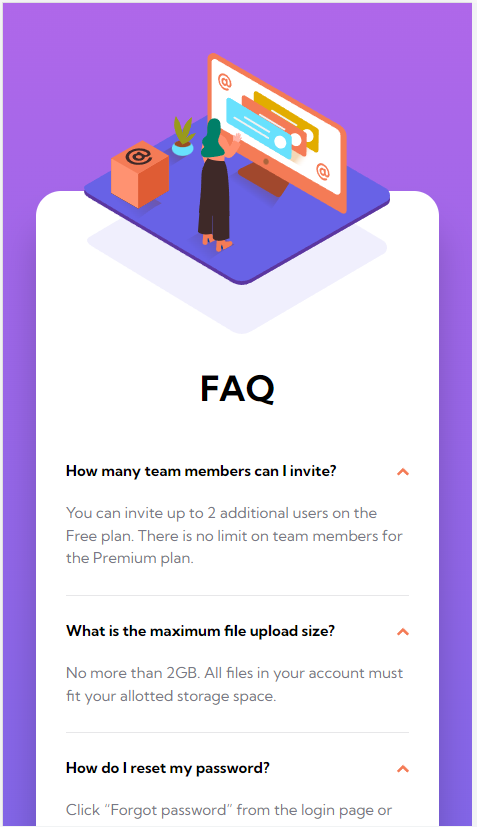 @
@
@
FAQ
How many team members can I invite?
You can invite up to 2 additional users on the
Free plan. There is no limit on team members for
the Premium plan.
What is the maximum file upload size?
No more than 2GB. All files in your account must
fit your allotted storage space.
How do I reset my password?
Click “Forgot password” from the login page or